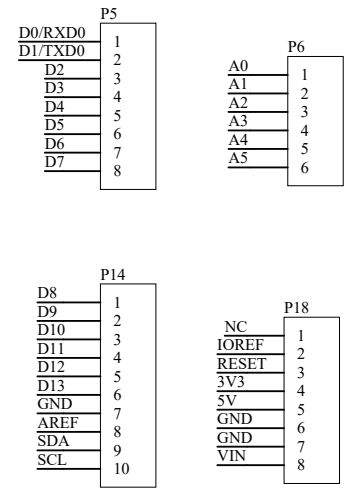 P5
D0/RXD0 1
D1/TXD0 2
D2 3
D3 4
D4 5
D5 6
D6 7
D7 8
P6
A0 1
A1 2
A2 3
A3 4
A4 5
A5 6
P14
D8 1
D9 2
D10 3
D11 4
D12 5
D13 6
GND 7
AREF 8
SDA 9
SCL 10
P18
NC 1
IOREF 2
RESET 3
3V3 4
5V 5
GND 6
GND 7
VIN 8